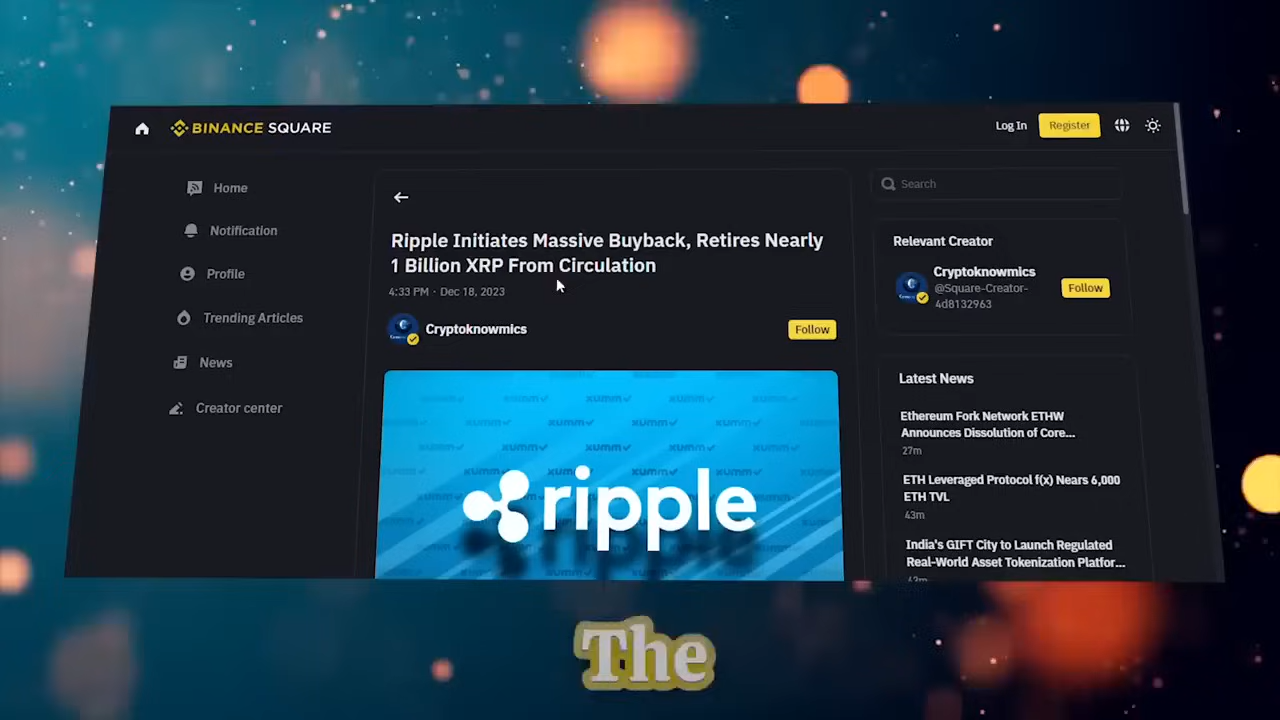 BINANCE SQUARE
Log In
Register
Home
Notification
Profile
Trending Articles
News
Creator center
Ripple Initiates Massive Buyback, Retires Nearly
1 Billion XRP From Circulation
4:33 PM · Dec 18, 2023
Cryptoknowmics
Follow
xumm
ripple
Search
Relevant Creator
Cryptoknowmics
@Square-Creator-
4d8132963
Follow
Latest News
Ethereum Fork Network ETHW
Announces Dissolution of Core...
27m
ETH Leveraged Protocol f(x) Nears 6,000
ETH TVL
43m
India's GIFT City to Launch Regulated
Real-World Asset Tokenization Platfor...
The